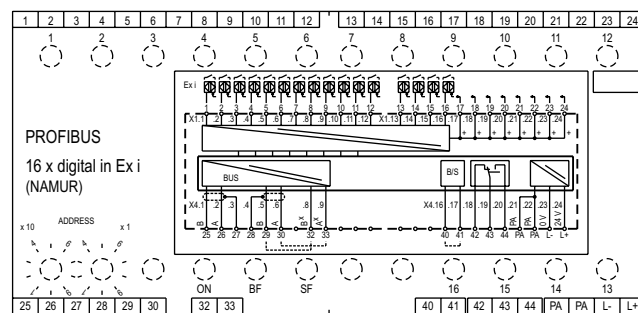 1 2 3 4 5 6 7 8 9 10 11 12 13 14 15 16 17 18 19 20 21 22 23 24
1 2 3 4 5 6 7 8 9 10 11 12
Ex i
1 2 3 4 5 6 7 8 9 10 11 12 13 14 15 16 17 18 19 20 21 22 23 24
X1.1 .2 .3 .4 .5 .6 .7 .8 .9 .10 .11 .12 X1.13 .14 .15 .16 .17 .18 .19 .20 .21 .22 .23 .24
+ + + + + + +
PROFIBUS
16 x digital in Ex i
(NAMUR)
BUS B/S
X4.1 .2 .3 .4 .5 .6 .8 .9 X4.16 .17 .18 .19 .20 .21 .22 .23 .24
B A B A Bx Ax PA PA 0 V 24 V
25 26 27 28 29 30 32 33 40 41 42 43 44 PA PA L- L+
ADDRESS
x 10 x 1
ON BF SF 16 15 14 13
25 26 27 28 29 30 32 33 40 41 42 43 44 PA PA L- L+